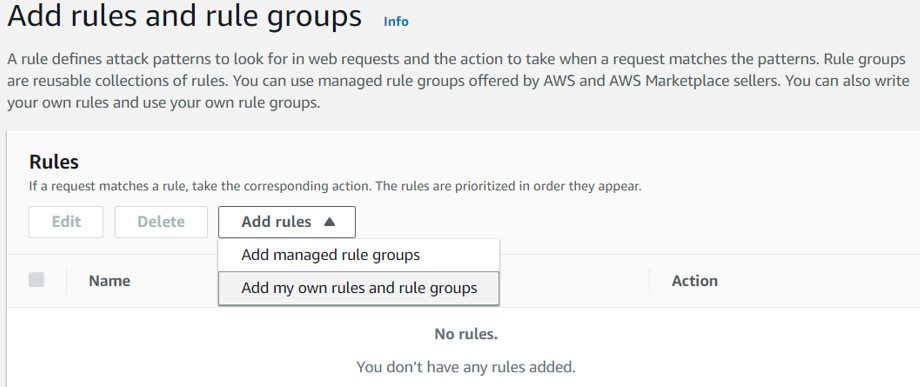 Add rules and rule groups Info
A rule defines attack patterns to look for in web requests and the action to take when a request matches the patterns. Rule groups
are reusable collections of rules. You can use managed rule groups offered by AWS and AWS Marketplace sellers. You can also write
your own rules and use your own rule groups.
Rules
If a request matches a rule, take the corresponding action. The rules are prioritized in order they appear.
Edit Delete Add rules
Add managed rule groups
Add my own rules and rule groups
Name Action
No rules.
You don’t have any rules added.